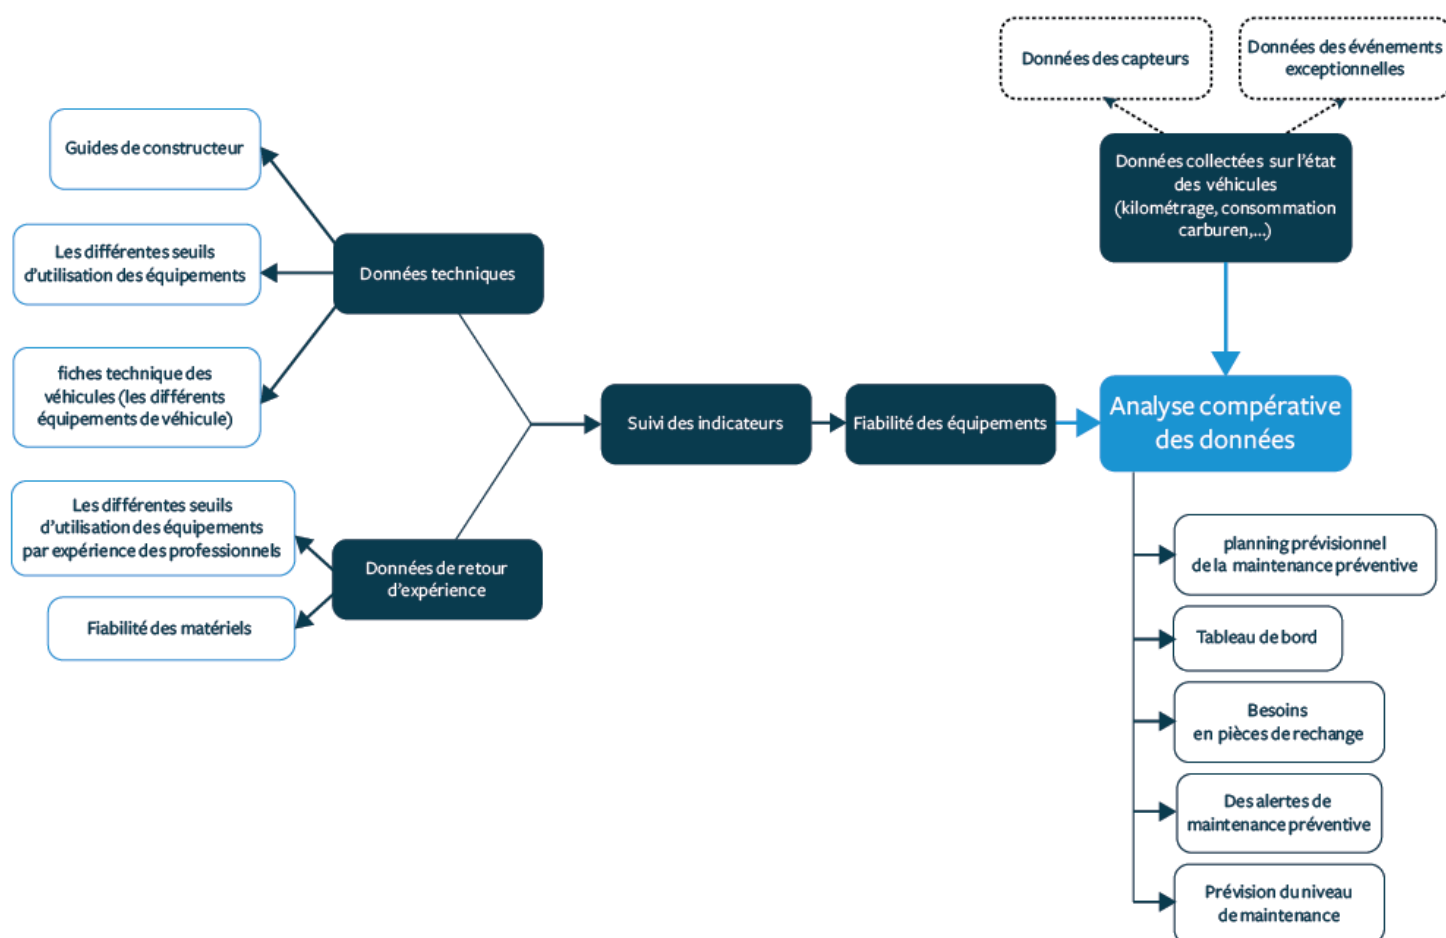 Données des capteurs
Données des événements
exceptionnelles
Guides de constructeur
Données collectées sur l'état
des véhicules
(kilométrage, consommation
carburen,...)
Les différentes seuils
d'utilisation des équipements
Données techniques
fiches technique des
véhicules (les différents
équipements de véhicule)
Suivi des indicateurs
Fiabilité des équipements
Analyse compérative
des données
Les différentes seuils
d'utilisation des équipements
par expérience des professionnels
Données de retour
d'expérience
Fiabilité des matériels
planning prévisionnel
de la maintenance préventive
Tableau de bord
Besoins
en pièces de rechange
Des alertes de
maintenance préventive
Prévision du niveau
de maintenance